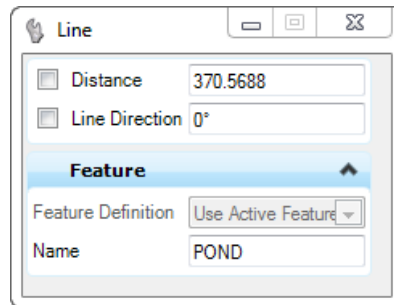 Line
Distance 370.5688
Line Direction 0°
Feature
Feature Definition Use Active Feature
Name POND